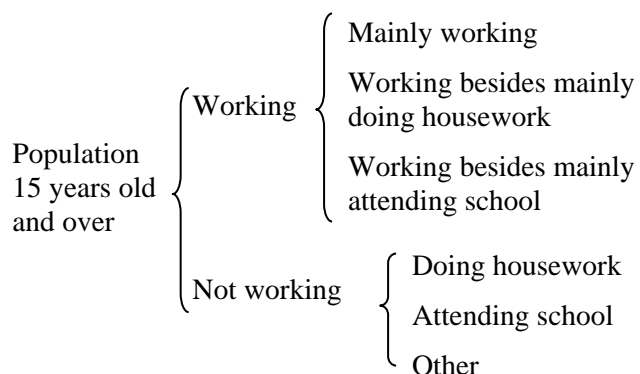 Population
15 years old
and over
Working
Mainly working
Working besides mainly
doing housework
Working besides mainly
attending school
Not working
Doing housework
Attending school
Other